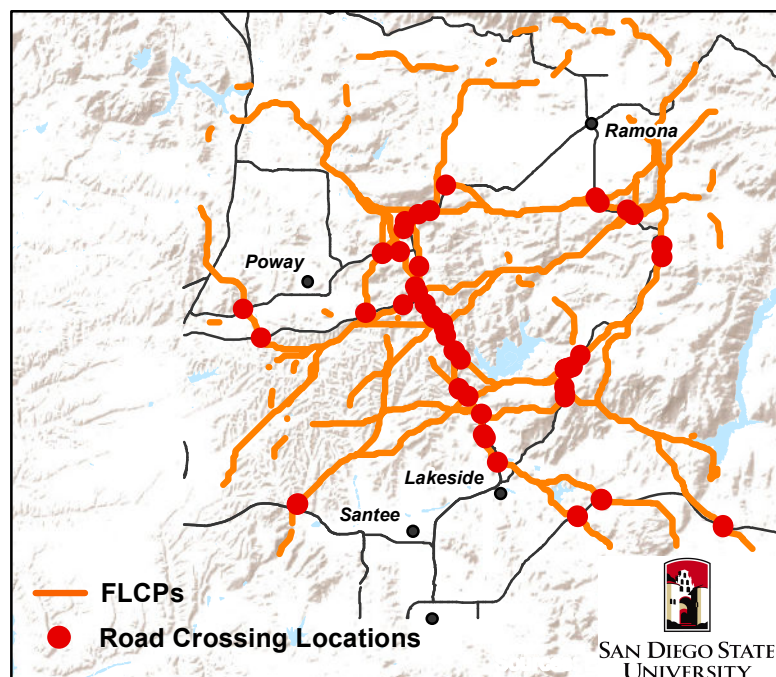 Ramona
Poway
Lakeside
Santee
FLCPs
Road Crossing Locations
SAN DIEGO STATE
UNIVERSITY